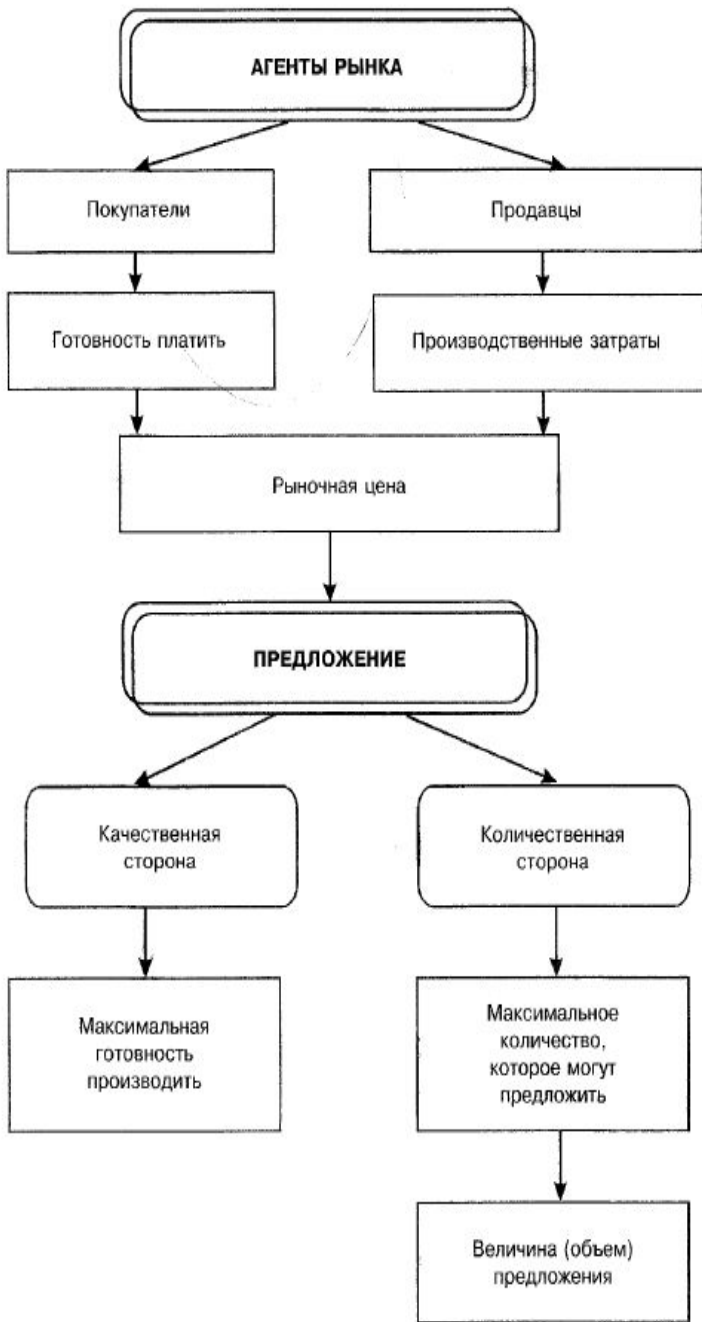 АГЕНТЫ РЫНКА
Покупатели
Продавцы
Готовность платить
Производственные затраты
Рыночная цена
ПРЕДЛОЖЕНИЕ
Качественная
сторона
Количественная
сторона
Максимальная
готовность
производить
Максимальное
количество,
которое могут
предложить
Величина (объем)
предложения